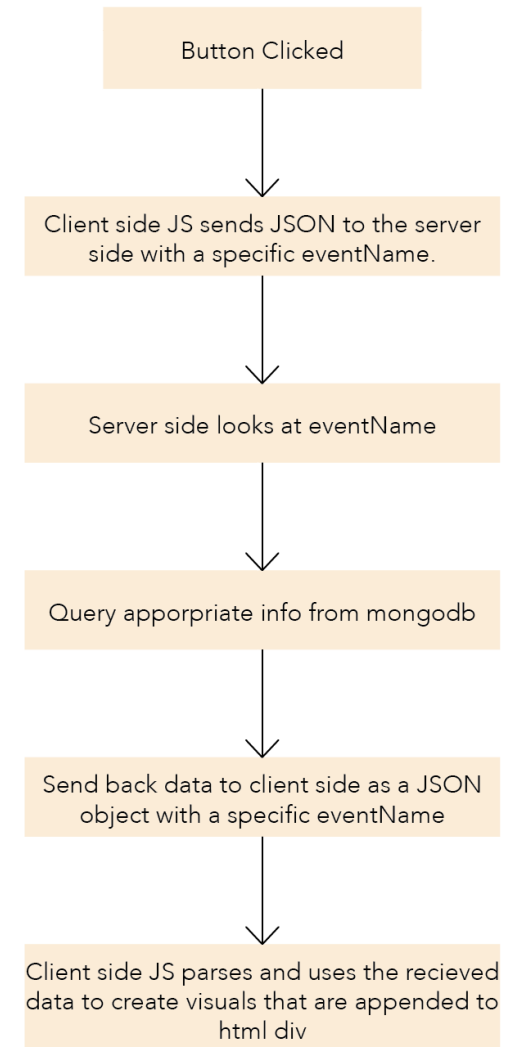 Button Clicked
Client side JS sends JSON to the server
side with a specific eventName.
Server side looks at eventName
Query apporpriate info from mongodb
Send back data to client side as a JSON
object with a specific eventName
Client side JS parses and uses the recieved
data to create visuals that are appended to
html div